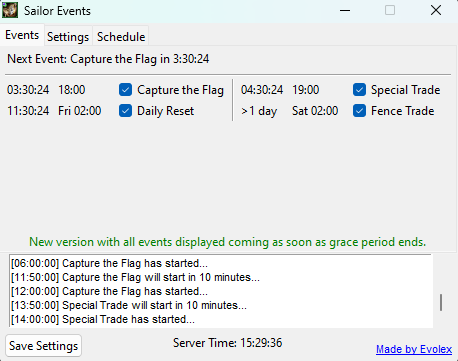 Sailor Events
Events Settings Schedule
Next Event: Capture the Flag in 3:30:24
03:30:24 18:00 Capture the Flag 04:30:24 19:00 Special Trade
11:30:24 Fri 02:00 Daily Reset >1 day Sat 02:00 Fence Trade
New version with all events displayed coming as soon as grace period ends.
[06:00:00] Capture the Flag has started...
[11:50:00] Capture the Flag will start in 10 minutes...
[12:00:00] Capture the Flag has started...
[13:50:00] Special Trade will start in 10 minutes...
[14:00:00] Special Trade has started...
Save Settings Server Time: 15:29:36 Made by Evolex